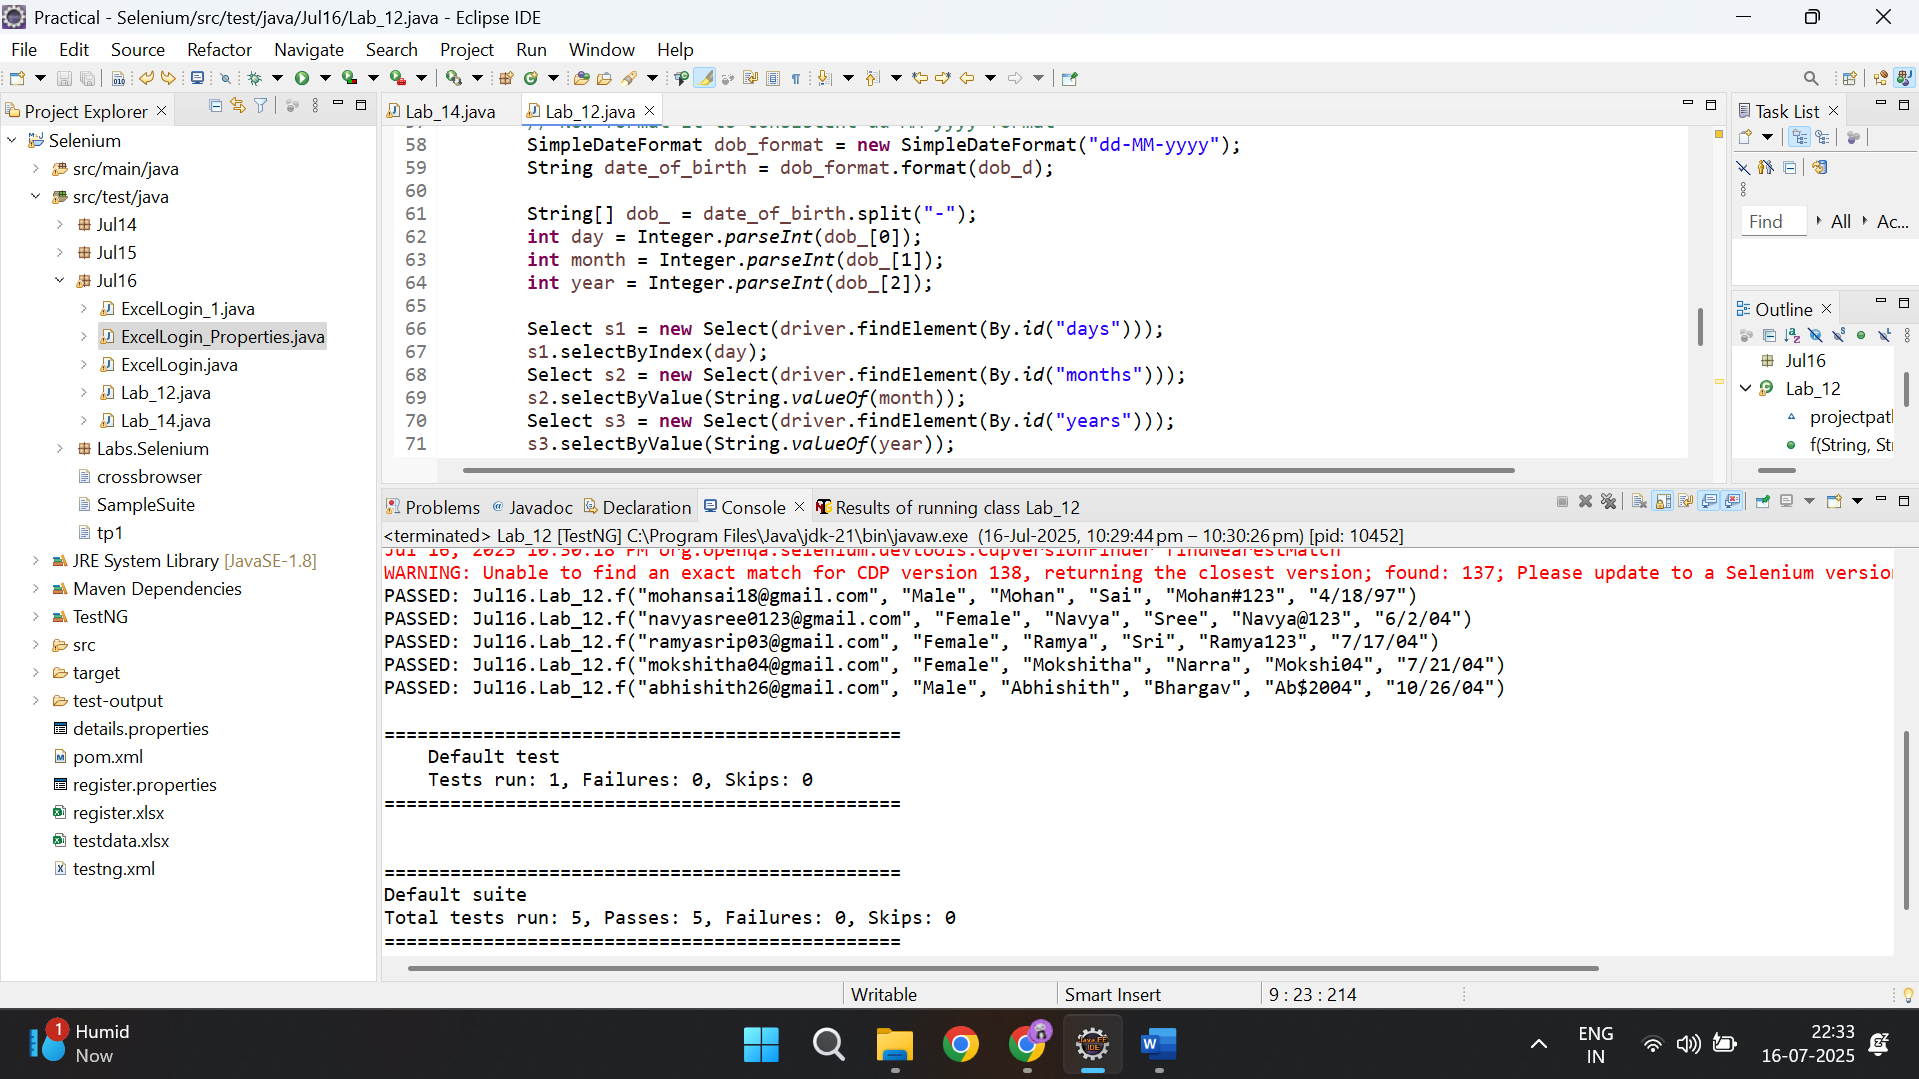 Practical - Selenium/src/test/java/Jul16/Lab_12.java - Eclipse IDE
File Edit Source Refactor Navigate Search Project Run Window Help
Project Explorer
Selenium
src/main/java
src/test/java
Jul14
Jul15
Jul16
ExcelLogin_1.java
ExcelLogin_Properties.java
ExcelLogin.java
Lab_12.java
Lab_14.java
Labs.Selenium
crossbrowser
SampleSuite
tp1
JRE System Library [JavaSE-1.8]
Maven Dependencies
TestNG
src
target
test-output
details.properties
pom.xml
register.properties
register.xlsx
testdata.xlsx
testng.xml
Lab_14.java
Lab_12.java
58 SimpleDateFormat dob_format = new SimpleDateFormat("dd-MM-yyyy");
59 String date_of_birth = dob_format.format(dob_d);
60
61 String[] dob_ = date_of_birth.split("-");
62 int day = Integer.parseInt(dob_[0]);
63 int month = Integer.parseInt(dob_[1]);
64 int year = Integer.parseInt(dob_[2]);
65
66 Select s1 = new Select(driver.findElement(By.id("days")));
67 s1.selectByIndex(day);
68 Select s2 = new Select(driver.findElement(By.id("months")));
69 s2.selectByValue(String.valueOf(month));
70 Select s3 = new Select(driver.findElement(By.id("years")));
71 s3.selectByValue(String.valueOf(year));
Task List
Find All Ac...
Outline
Jul16
Lab_12
projectpatl
f(String, Str
Problems Javadoc Declaration Console Results of running class Lab_12
<terminated> Lab_12 [TestNG] C:\Program Files\Java\jdk-21\bin\javaw.exe (16-Jul-2025, 10:29:44 pm – 10:30:26 pm) [pid: 10452]
Jul 16, 2025 10:30:18 PM org.openqa.selenium.devtools.CdpVersionFinder findNearestMatch
WARNING: Unable to find an exact match for CDP version 138, returning the closest version; found: 137; Please update to a Selenium version
PASSED: Jul16.Lab_12.f("mohansai18@gmail.com", "Male", "Mohan", "Sai", "Mohan#123", "4/18/97")
PASSED: Jul16.Lab_12.f("navyasree0123@gmail.com", "Female", "Navya", "Sree", "Navya@123", "6/2/04")
PASSED: Jul16.Lab_12.f("ramyasrip03@gmail.com", "Female", "Ramya", "Sri", "Ramya123", "7/17/04")
PASSED: Jul16.Lab_12.f("mokshitha04@gmail.com", "Female", "Mokshitha", "Narra", "Mokshi04", "7/21/04")
PASSED: Jul16.Lab_12.f("abhishith26@gmail.com", "Male", "Abhishith", "Bhargav", "Ab$2004", "10/26/04")
===============================================
Default test
Tests run: 1, Failures: 0, Skips: 0
===============================================
===============================================
Default suite
Total tests run: 5, Passes: 5, Failures: 0, Skips: 0
===============================================
Writable
Smart Insert
9 : 23 : 214
1
Humid
Now
ENG
IN
22:33
16-07-2025